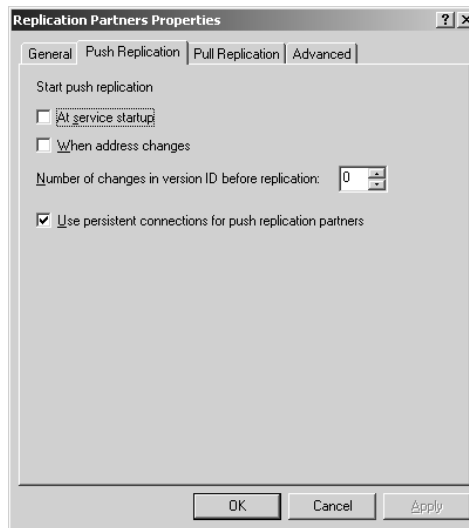 Replication Partners Properties
General Push Replication Pull Replication Advanced
Start push replication
At service startup
When address changes
Number of changes in version ID before replication: 0
Use persistent connections for push replication partners
OK Cancel Apply